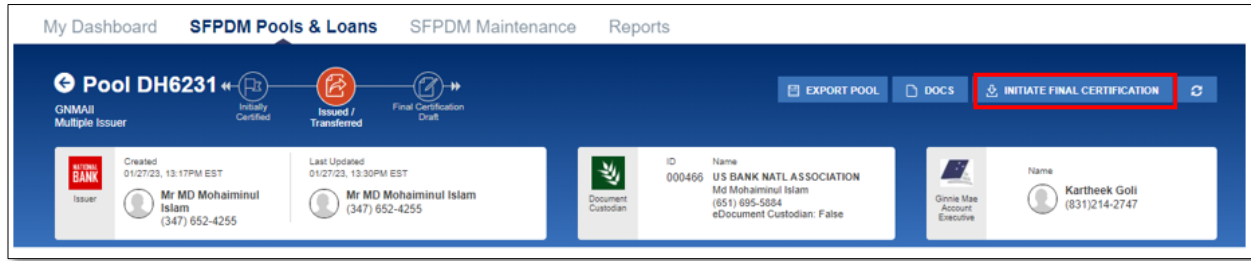 My Dashboard SFPDM Pools & Loans SFPDM Maintenance Reports
Pool DH6231
GNMAII
Multiple Issuer
Initially
Certified
Issued /
Transferred
Final Certification
Draft
EXPORT POOL
DOCS
INITIATE FINAL CERTIFICATION
NATIONAL
BANK
Issuer
Created
01/27/23, 13:17PM EST
Mr MD Mohaiminul
Islam
(347) 652-4255
Last Updated
01/27/23, 13:30PM EST
Mr MD Mohaiminul Islam
(347) 652-4255
Document
Custodian
ID
000466
Name
US BANK NATL ASSOCIATION
Md Mohaiminul Islam
(651) 695-5884
eDocument Custodian: False
Ginnie Mae
Account
Executive
Name
Kartheek Goli
(831)214-2747